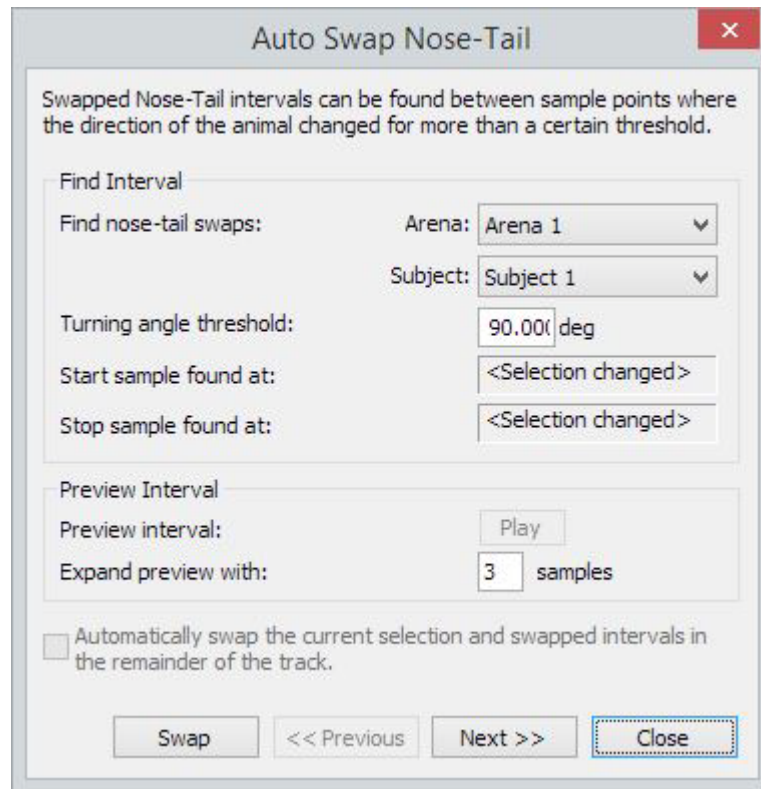 Auto Swap Nose-Tail
Swapped Nose-Tail intervals can be found between sample points where
the direction of the animal changed for more than a certain threshold.
Find Interval
Find nose-tail swaps: Arena: Arena 1
Subject: Subject 1
Turning angle threshold: 90.00( deg
Start sample found at: <Selection changed>
Stop sample found at: <Selection changed>
Preview Interval
Preview interval: Play
Expand preview with: 3 samples
Automatically swap the current selection and swapped intervals in
the remainder of the track.
Swap << Previous Next >> Close